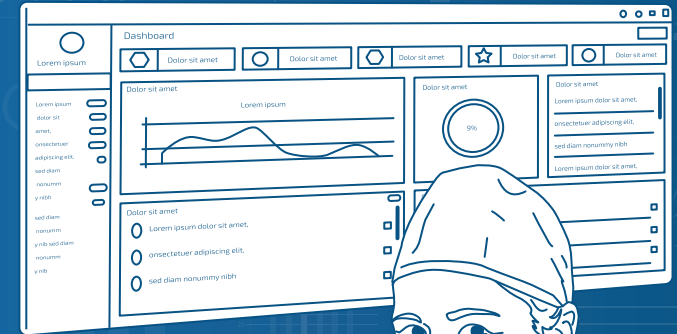 Dashboard
Lorem ipsum
Dolor sit amet
Dolor sit amet
Dolor sit amet
Dolor sit amet
Dolor sit amet
Lorem ipsum
dolor sit
amet,
onsectetuer
adipiscing elit,
sed diam
nonumm
y nibh
sed diam
nonumm
y nib sed diam
nonumm
y nib
Dolor sit amet
Lorem ipsum
Dolor sit amet
9%
Dolor sit amet
Lorem ipsum dolor sit amet,
onsectetuer adipiscing elit,
sed diam nonummy nibh
Lorem ipsum dolor sit amet,
Dolor sit amet
Lorem ipsum dolor sit amet,
onsectetuer adipiscing elit,
sed diam nonummy nibh